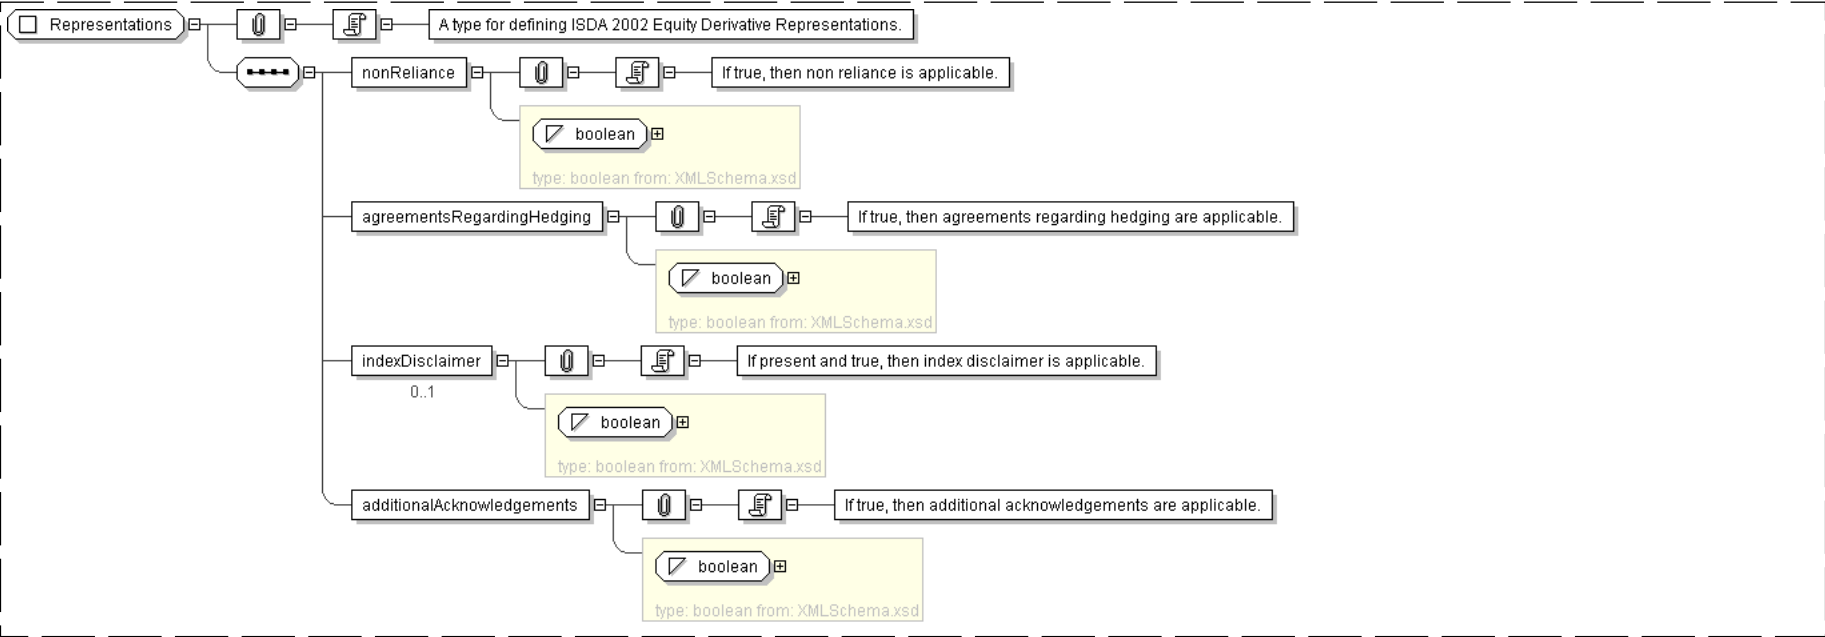 Representations
A type for defining ISDA 2002 Equity Derivative Representations.
nonReliance
If true, then non reliance is applicable.
boolean
type: boolean from: XMLSchema.xsd
agreementsRegardingHedging
If true, then agreements regarding hedging are applicable.
boolean
type: boolean from: XMLSchema.xsd
indexDisclaimer
If present and true, then index disclaimer is applicable.
0..1
boolean
type: boolean from: XMLSchema.xsd
additionalAcknowledgements
If true, then additional acknowledgements are applicable.
boolean
type: boolean from: XMLSchema.xsd